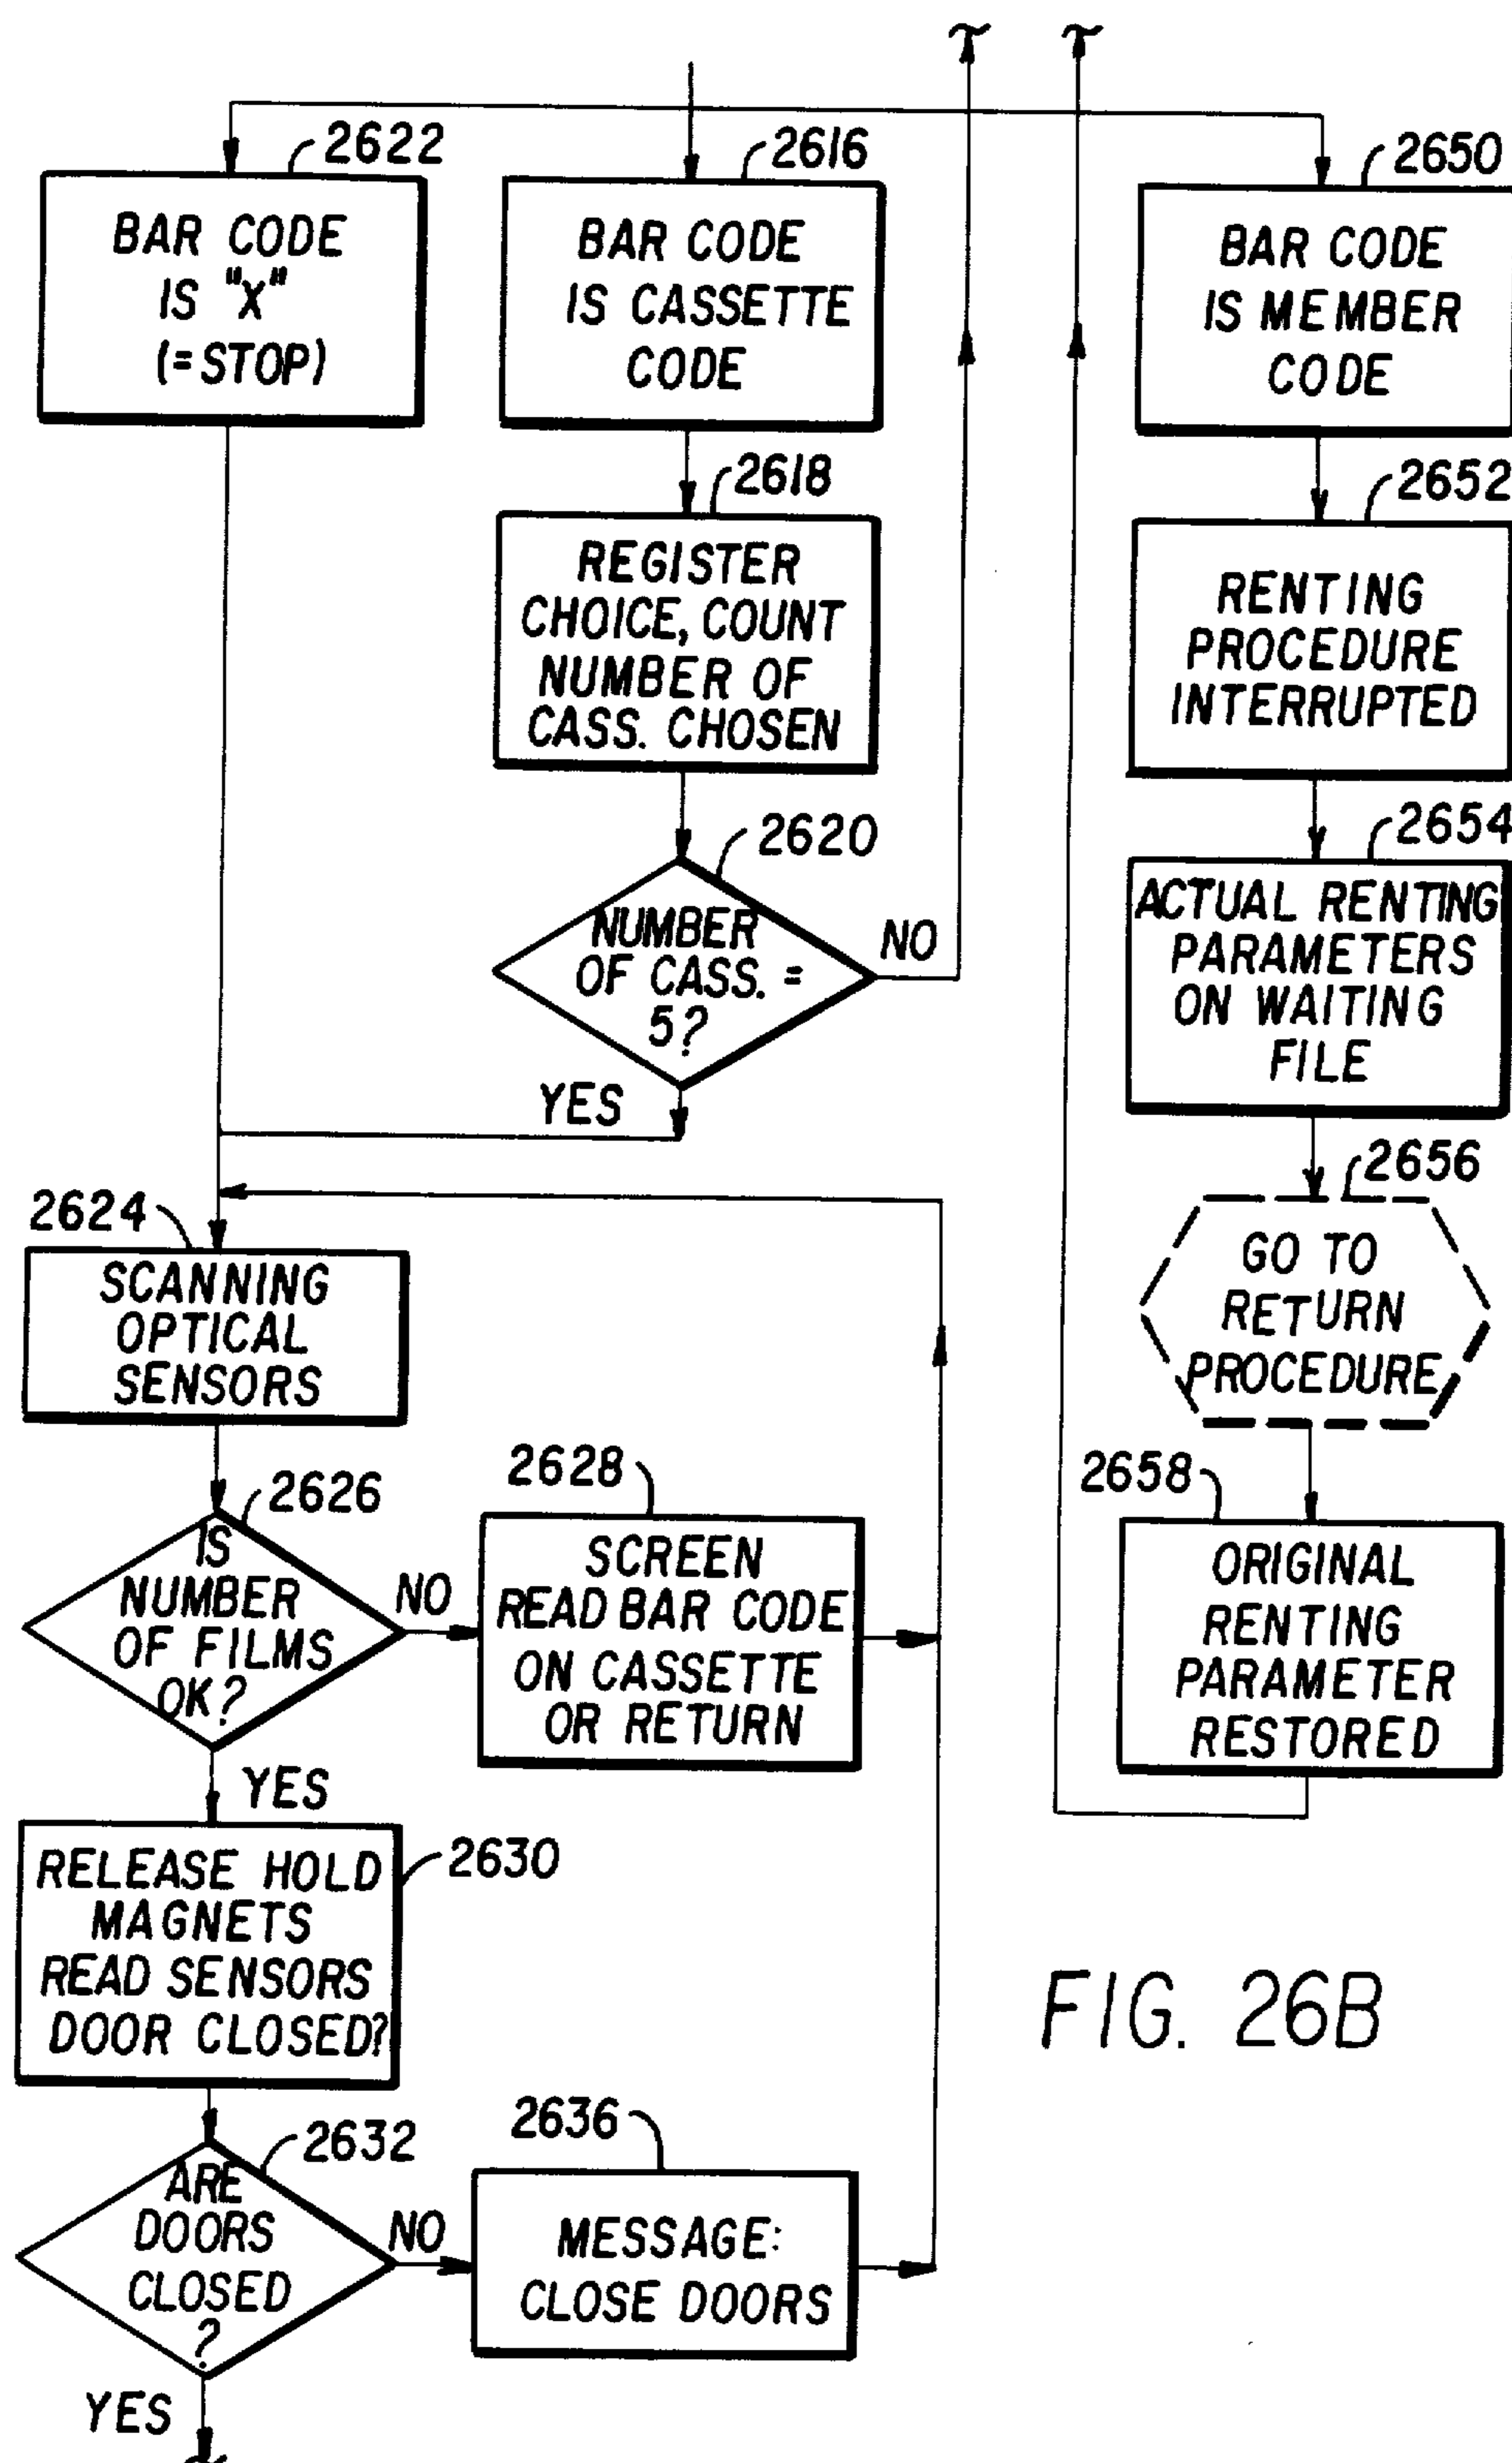 2622
BAR CODE
IS "X"
(=STOP)
2616
BAR CODE
IS CASSETTE
CODE
2650
BAR CODE
IS MEMBER
CODE
2618
REGISTER
CHOICE, COUNT
NUMBER OF
CASS. CHOSEN
2652
RENTING
PROCEDURE
INTERRUPTED
2620
NUMBER
OF CASS. =
5?
NO
YES
2654
ACTUAL RENTING
PARAMETERS
ON WAITING
FILE
2656
GO TO
RETURN
PROCEDURE
2624
SCANNING
OPTICAL
SENSORS
2626
IS
NUMBER
OF FILMS
OK?
NO
YES
2628
SCREEN
READ BAR CODE
ON CASSETTE
OR RETURN
2658
ORIGINAL
RENTING
PARAMETER
RESTORED
2630
RELEASE HOLD
MAGNETS
READ SENSORS
DOOR CLOSED?
2632
ARE
DOORS
CLOSED
?
NO
YES
2636
MESSAGE:
CLOSE DOORS
FIG. 26B